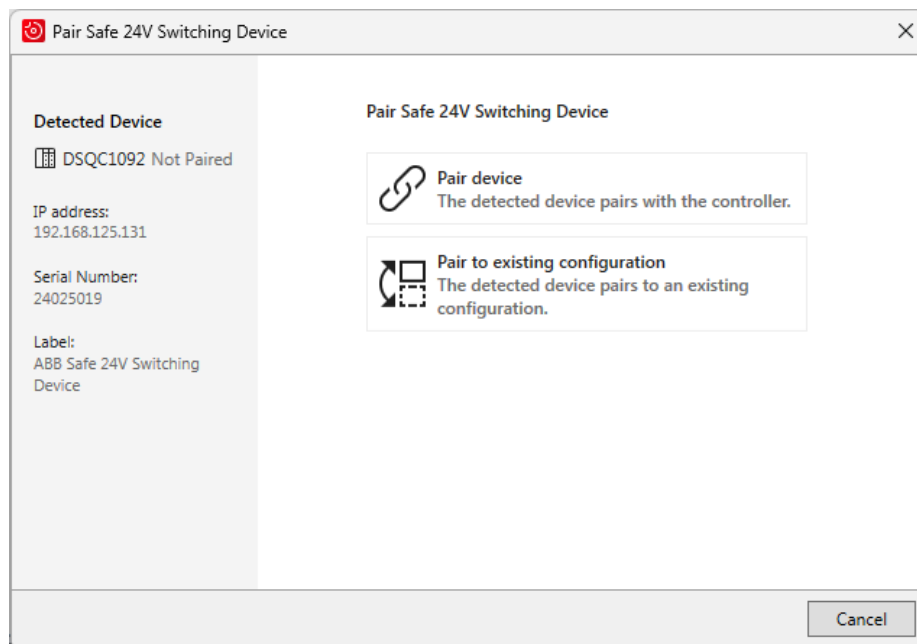 Pair Safe 24V Switching Device
Detected Device
DSQC1092 Not Paired
IP address:
192.168.125.131
Serial Number:
24025019
Label:
ABB Safe 24V Switching
Device
Pair Safe 24V Switching Device
Pair device
The detected device pairs with the controller.
Pair to existing configuration
The detected device pairs to an existing
configuration.
Cancel